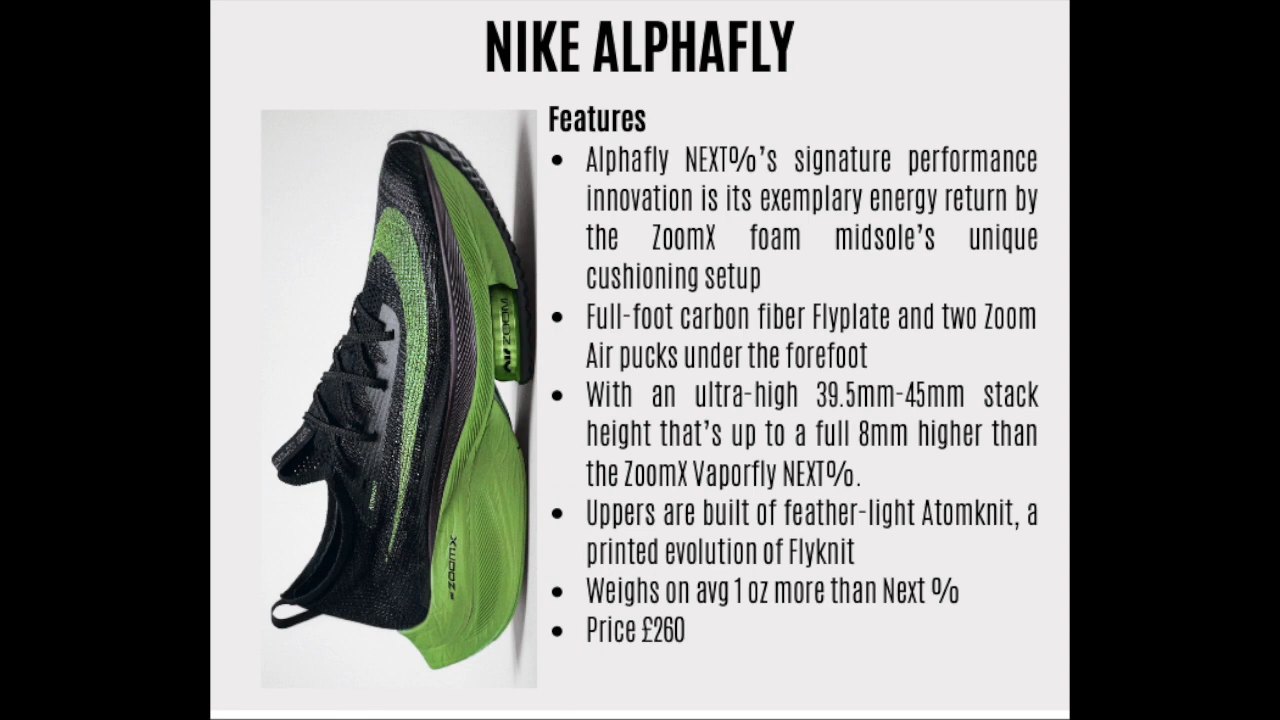 NIKE ALPHAFLY
Features
• Alphafly NEXT%'s signature performance
innovation is its exemplary energy return by
the ZoomX foam midsole's unique
cushioning setup
• Full-foot carbon fiber Flyplate and two Zoom
Air pucks under the forefoot
• With an ultra-high 39.5mm-45mm stack
height that's up to a full 8mm higher than
the ZoomX Vaporfly NEXT%.
• Uppers are built of feather-light Atomknit, a
printed evolution of Flyknit
• Weighs on avg 1 oz more than Next %
• Price £260
AIR ZOOM
ZOOMX